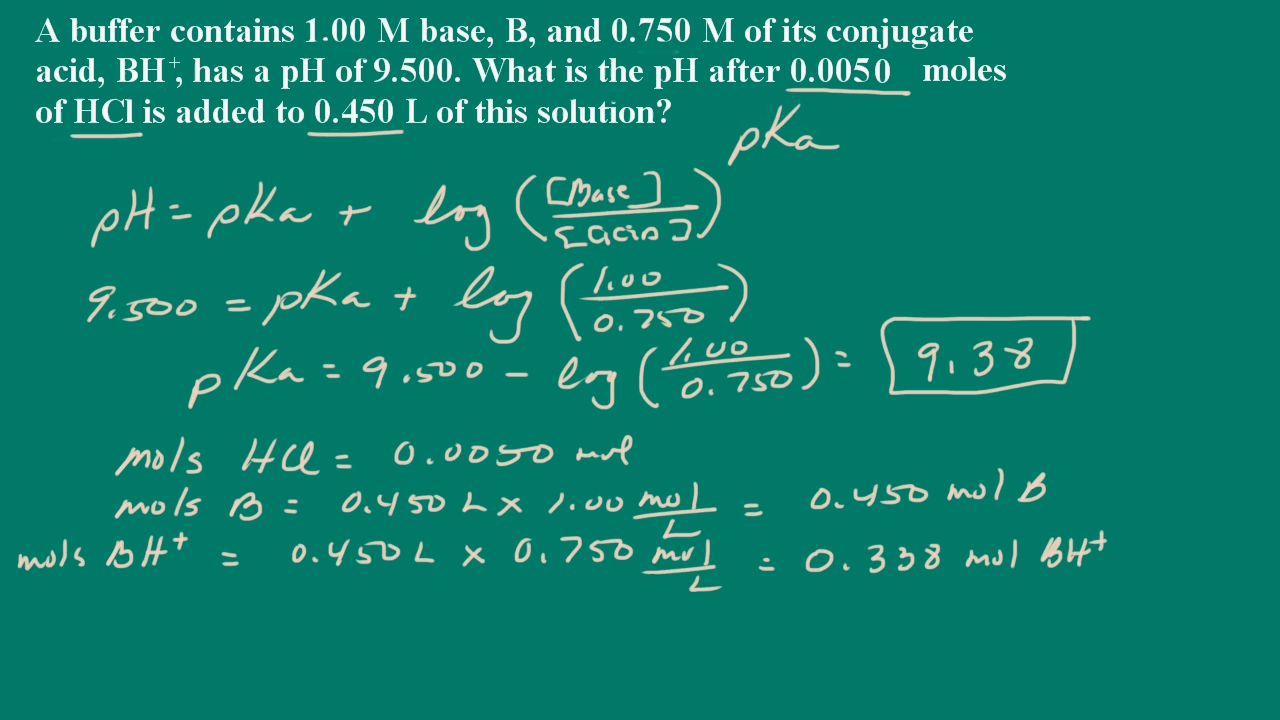 A buffer contains 1.00 M base, B, and 0.750 M of its conjugate
acid, BH⁺, has a pH of 9.500. What is the pH after 0.0050 moles
of HCl is added to 0.450 L of this solution?
pKa
pH = pKa + log ([Base]/[acid])
9.500 = pKa + log (1.00/0.750)
pKa = 9.500 - log (1.00/0.750) = 9.38
mols HCl = 0.0050 mol
mols B = 0.450 L x 1.00 mol/L = 0.450 mol B
mols BH⁺ = 0.450 L x 0.750 mol/L = 0.338 mol BH⁺